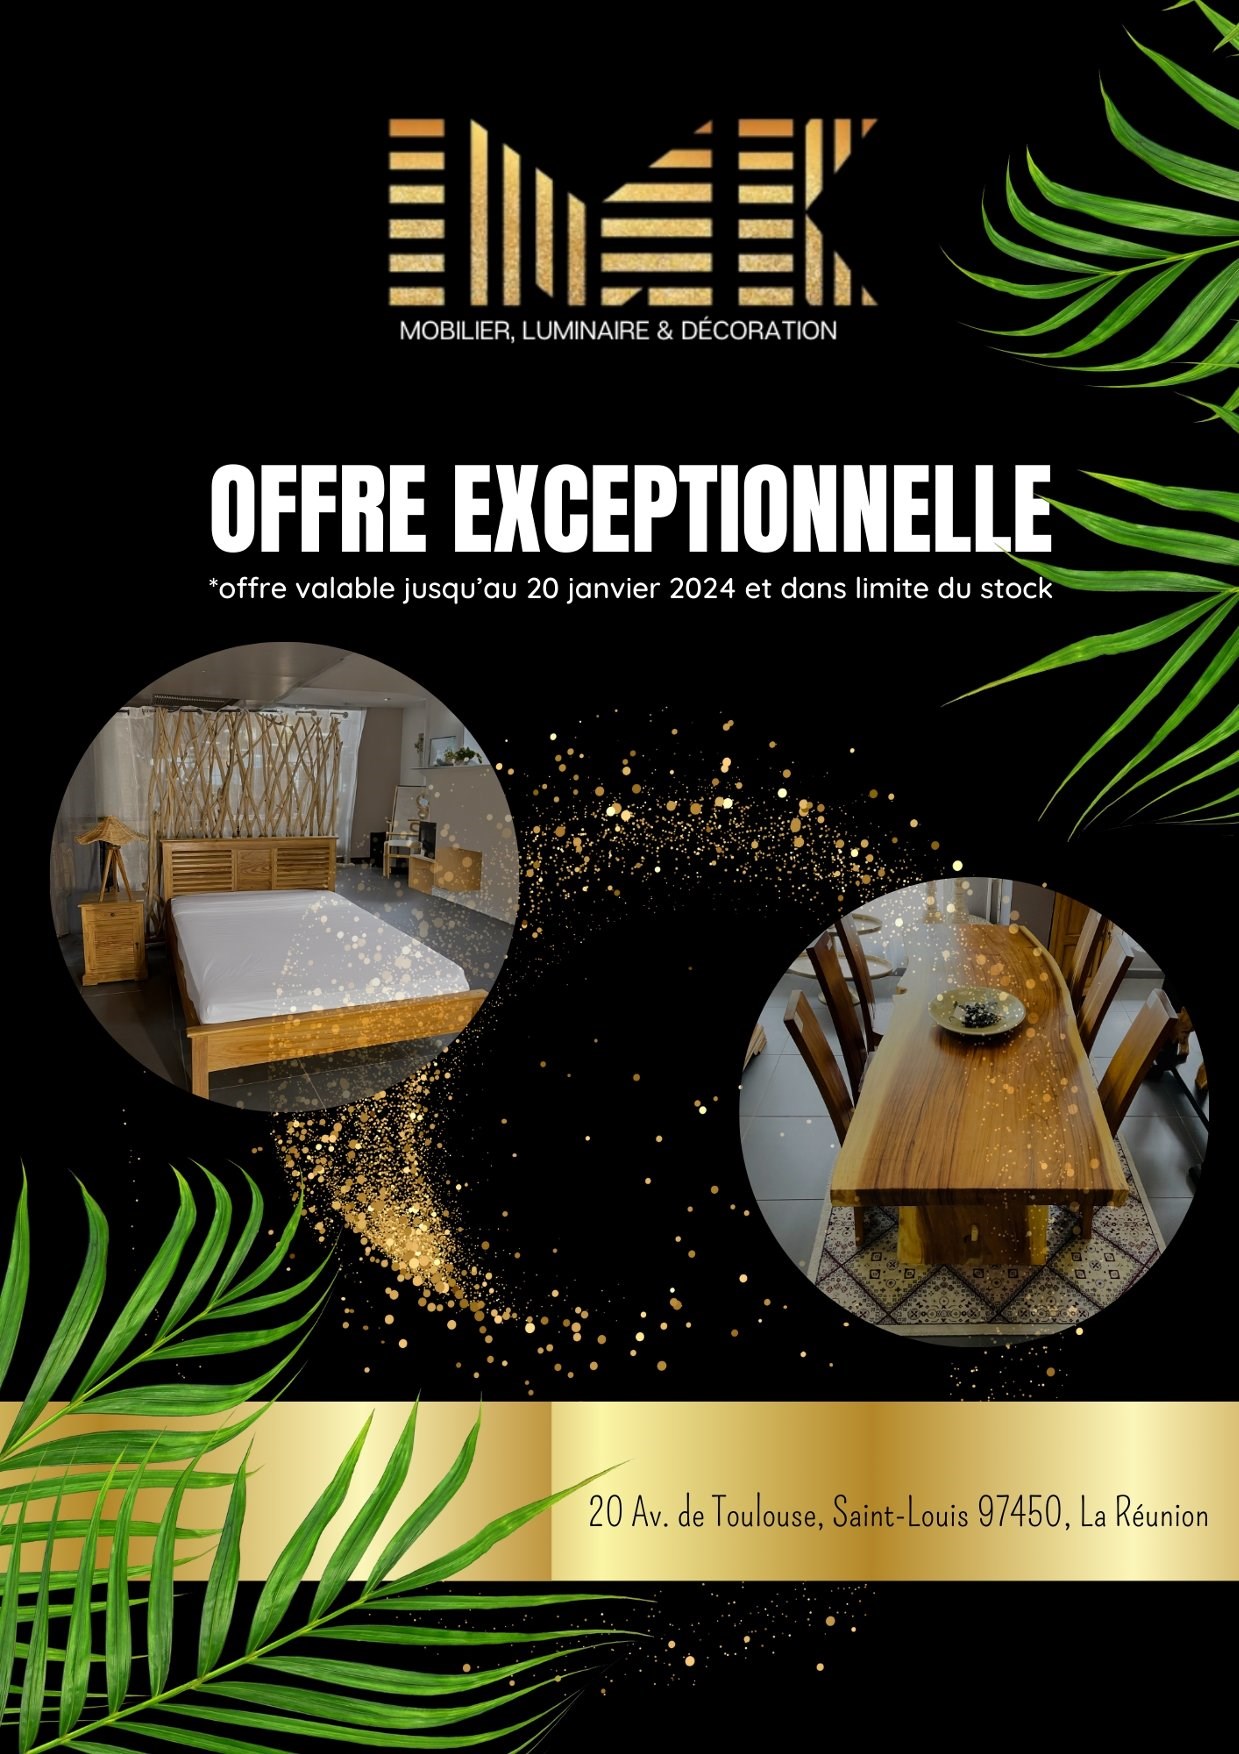 IMAK
MOBILIER, LUMINAIRE & DÉCORATION
OFFRE EXCEPTIONNELLE
*offre valable jusqu’au 20 janvier 2024 et dans limite du stock
20 Av. de Toulouse, Saint-Louis 97450, La Réunion